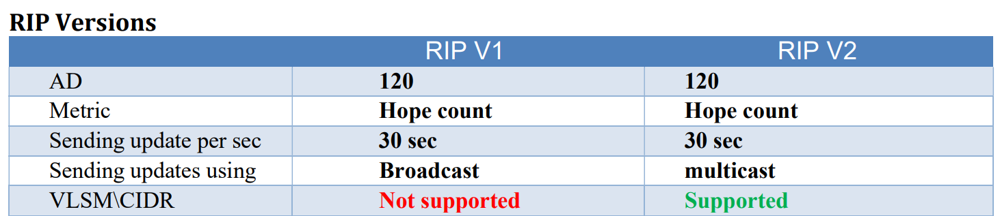 RIP Versions
RIP V1 RIP V2
AD 120 120
Metric Hope count Hope count
Sending update per sec 30 sec 30 sec
Sending updates using Broadcast multicast
VLSM\CIDR Not supported Supported